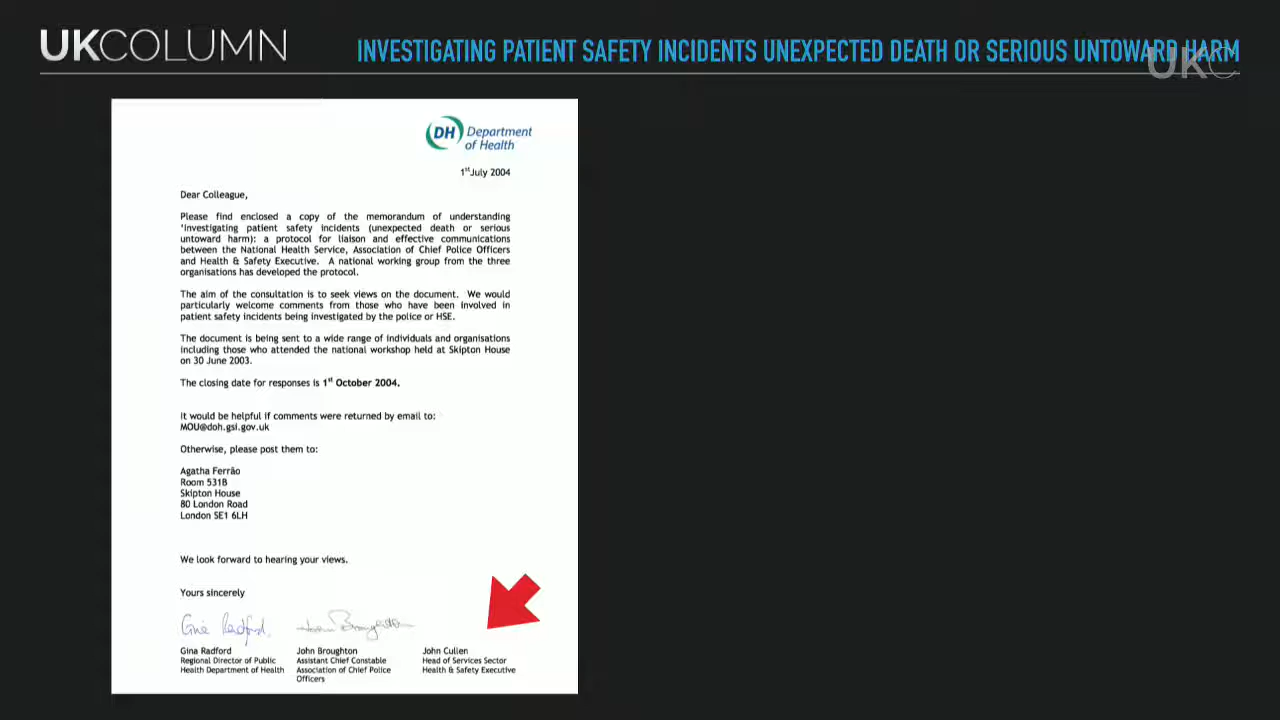 UKCOLUMN
INVESTIGATING PATIENT SAFETY INCIDENTS UNEXPECTED DEATH OR SERIOUS UNTOWARD HARM
UKC
DH Department
of Health
1st July 2004
Dear Colleague,
Please find enclosed a copy of the memorandum of understanding
'Investigating patient safety incidents (unexpected death or serious
untoward harm): a protocol for liaison and effective communications
between the National Health Service, Association of Chief Police Officers
and Health & Safety Executive. A national working group from the three
organisations has developed the protocol.
The aim of the consultation is to seek views on the document. We would
particularly welcome comments from those who have been involved in
patient safety incidents being investigated by the police or HSE.
The document is being sent to a wide range of individuals and organisations
including those who attended the national workshop held at Skipton House
on 30 June 2003.
The closing date for responses is 1st October 2004.
It would be helpful if comments were returned by email to:
MOU@doh.gsi.gov.uk
Otherwise, please post them to:
Agatha Ferrão
Room 531B
Skipton House
80 London Road
London SE1 6LH
We look forward to hearing your views.
Yours sincerely
Gina Radford John Broughton
Gina Radford John Broughton John Cullen
Regional Director of Public Assistant Chief Constable Head of Services Sector
Health Department of Health Association of Chief Police Health & Safety Executive
Officers